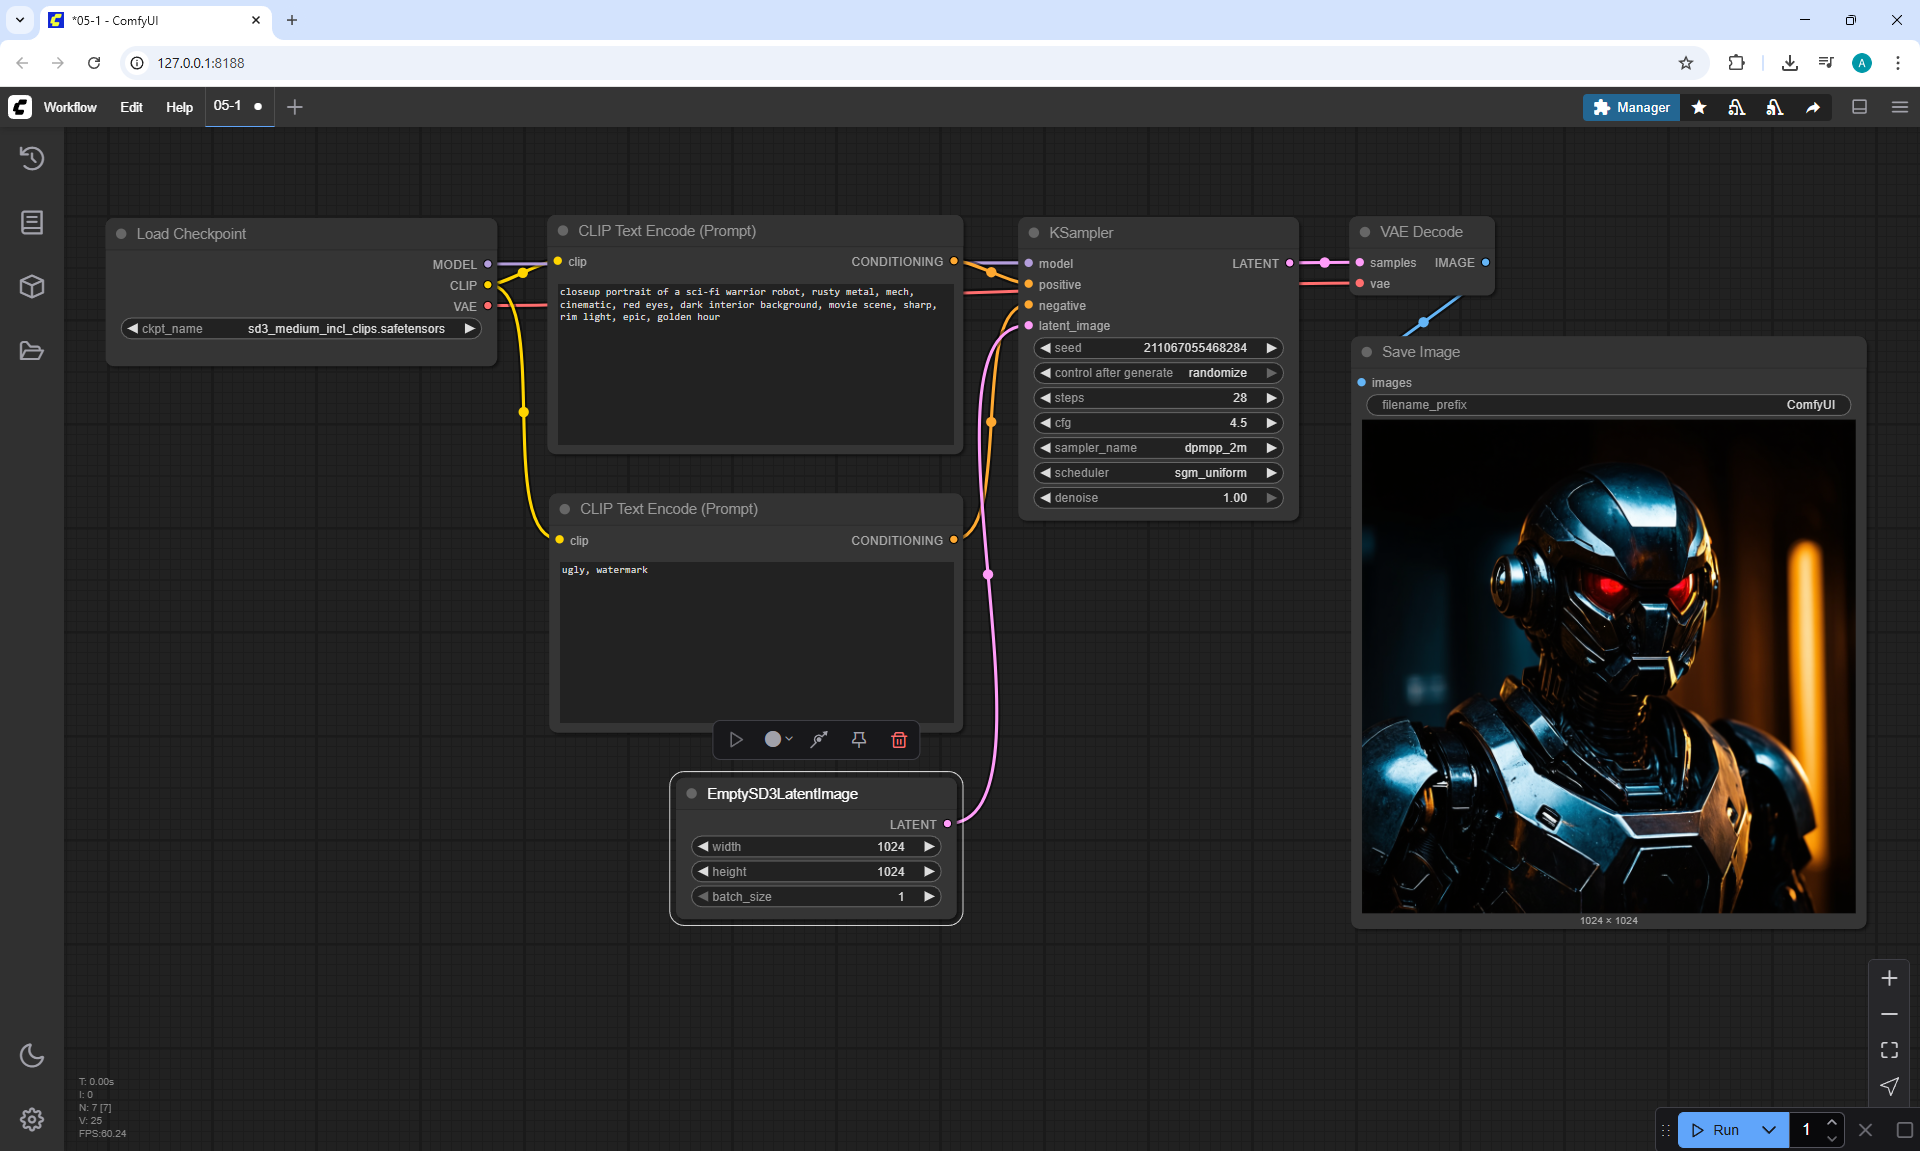 *05-1 - ComfyUI
127.0.0.1:8188
Workflow Edit Help 05-1 Manager
Load Checkpoint
MODEL
CLIP
VAE
ckpt_name sd3_medium_incl_clips.safetensors
CLIP Text Encode (Prompt)
clip CONDITIONING
closeup portrait of a sci-fi warrior robot, rusty metal, mech,
cinematic, red eyes, dark interior background, movie scene, sharp,
rim light, epic, golden hour
CLIP Text Encode (Prompt)
clip CONDITIONING
ugly, watermark
EmptySD3LatentImage
LATENT
width 1024
height 1024
batch_size 1
KSampler
model LATENT
positive
negative
latent_image
seed 211067055468284
control after generate randomize
steps 28
cfg 4.5
sampler_name dpmpp_2m
scheduler sgm_uniform
denoise 1.00
VAE Decode
samples IMAGE
vae
Save Image
images
filename_prefix ComfyUI
1024 × 1024
T: 0.00s
I: 0
N: 7 [7]
V: 25
FPS:60.24
Run 1
A